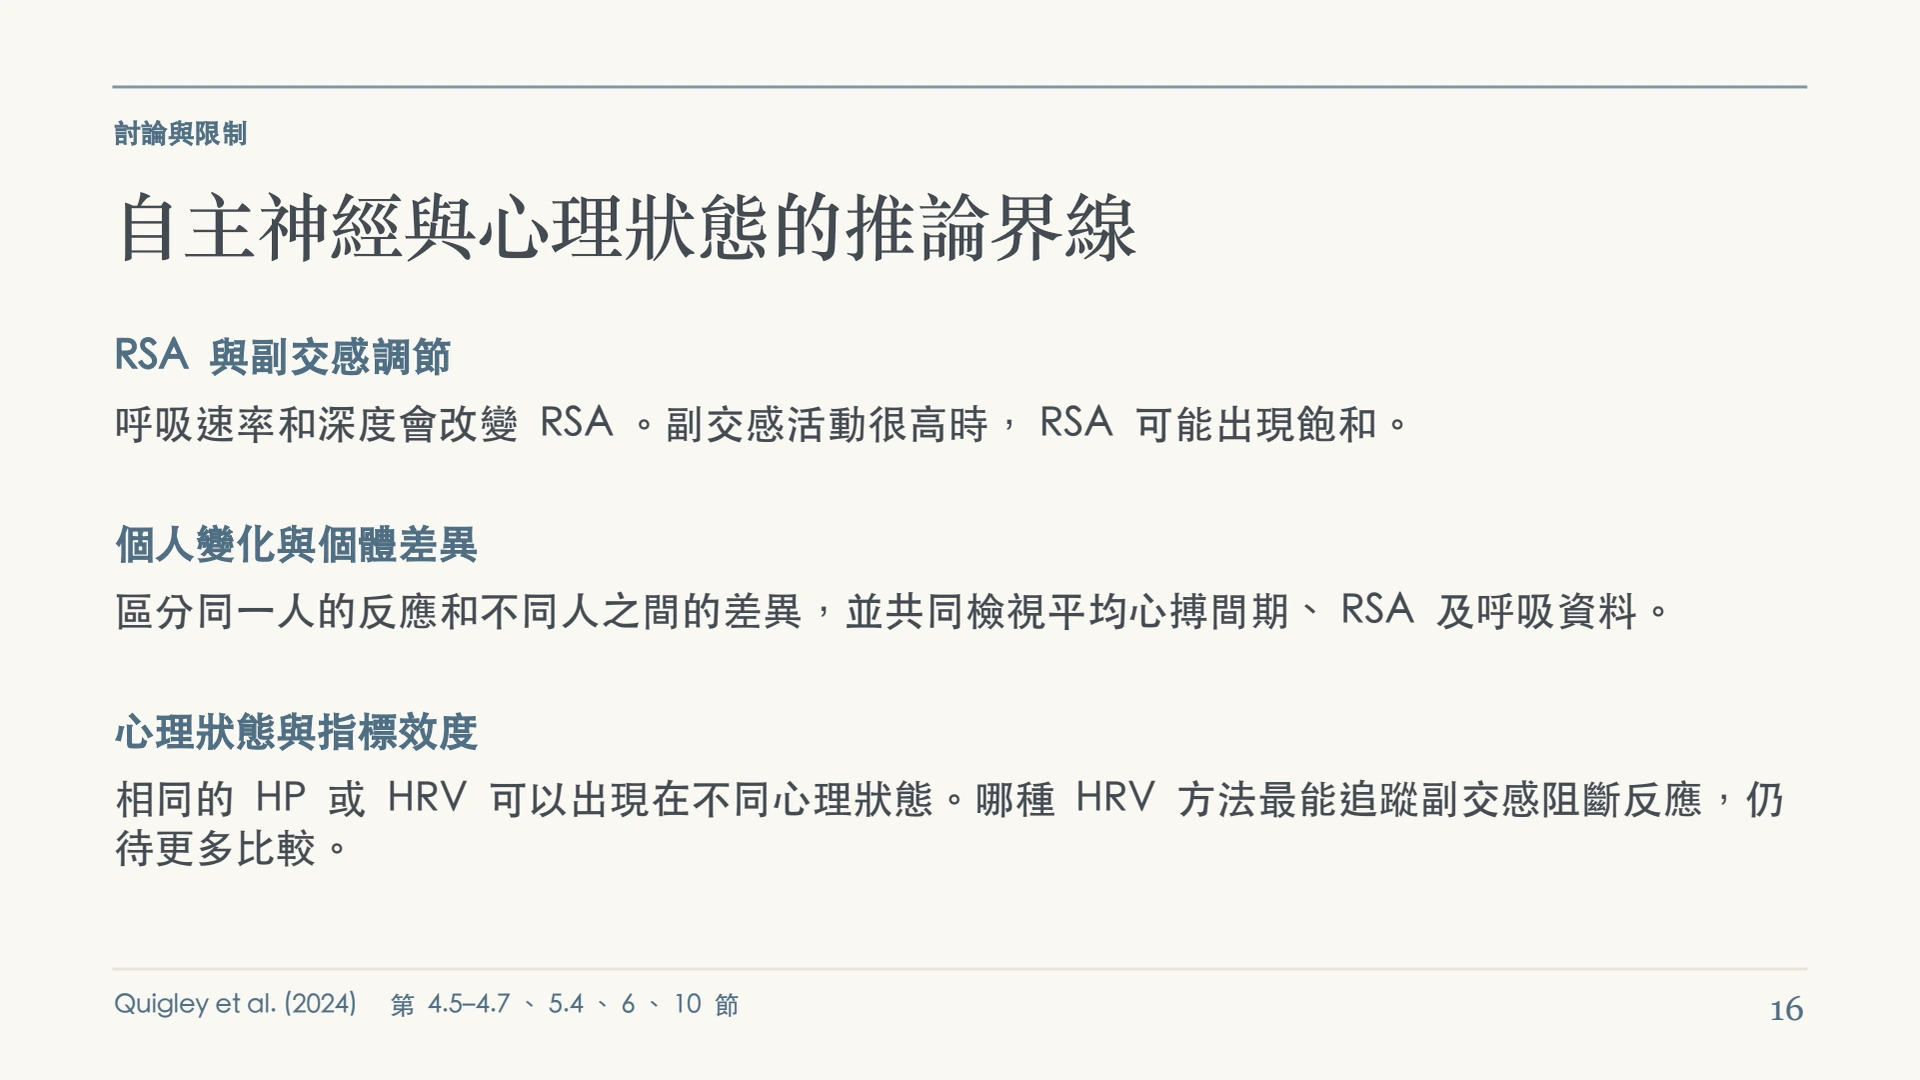 討論與限制
自主神經與心理狀態的推論界線
RSA 與副交感調節
呼吸速率和深度會改變 RSA。副交感活動很高時，RSA 可能出現飽和。
個人變化與個體差異
區分同一人的反應和不同人之間的差異，並共同檢視平均心搏間期、RSA 及呼吸資料。
心理狀態與指標效度
相同的 HP 或 HRV 可以出現在不同心理狀態。哪種 HRV 方法最能追蹤副交感阻斷反應，仍
待更多比較。
Quigley et al. (2024) 第 4.5–4.7、5.4、6、10 節
16